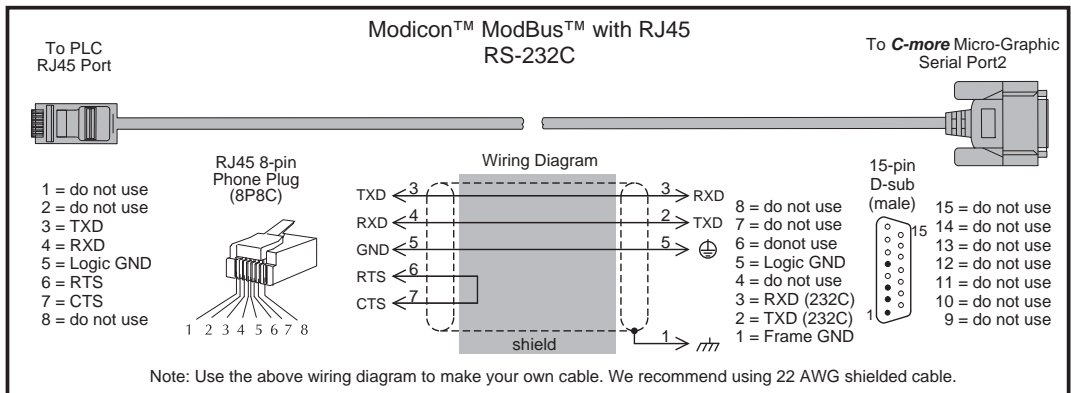 Modicon™ ModBus™ with RJ45
RS-232C
To PLC
RJ45 Port
To C-more Micro-Graphic
Serial Port2
RJ45 8-pin
Phone Plug
(8P8C)
1 = do not use
2 = do not use
3 = TXD
4 = RXD
5 = Logic GND
6 = RTS
7 = CTS
8 = do not use
1 2 3 4 5 6 7 8
Wiring Diagram
TXD 3 3 RXD
RXD 4 2 TXD
GND 5 5
RTS 6
CTS 7
shield
1
8 = do not use
7 = do not use
6 = donot use
5 = Logic GND
4 = do not use
3 = RXD (232C)
2 = TXD (232C)
1 = Frame GND
15-pin
D-sub
(male)
15
1
15 = do not use
14 = do not use
13 = do not use
12 = do not use
11 = do not use
10 = do not use
9 = do not use
Note: Use the above wiring diagram to make your own cable. We recommend using 22 AWG shielded cable.